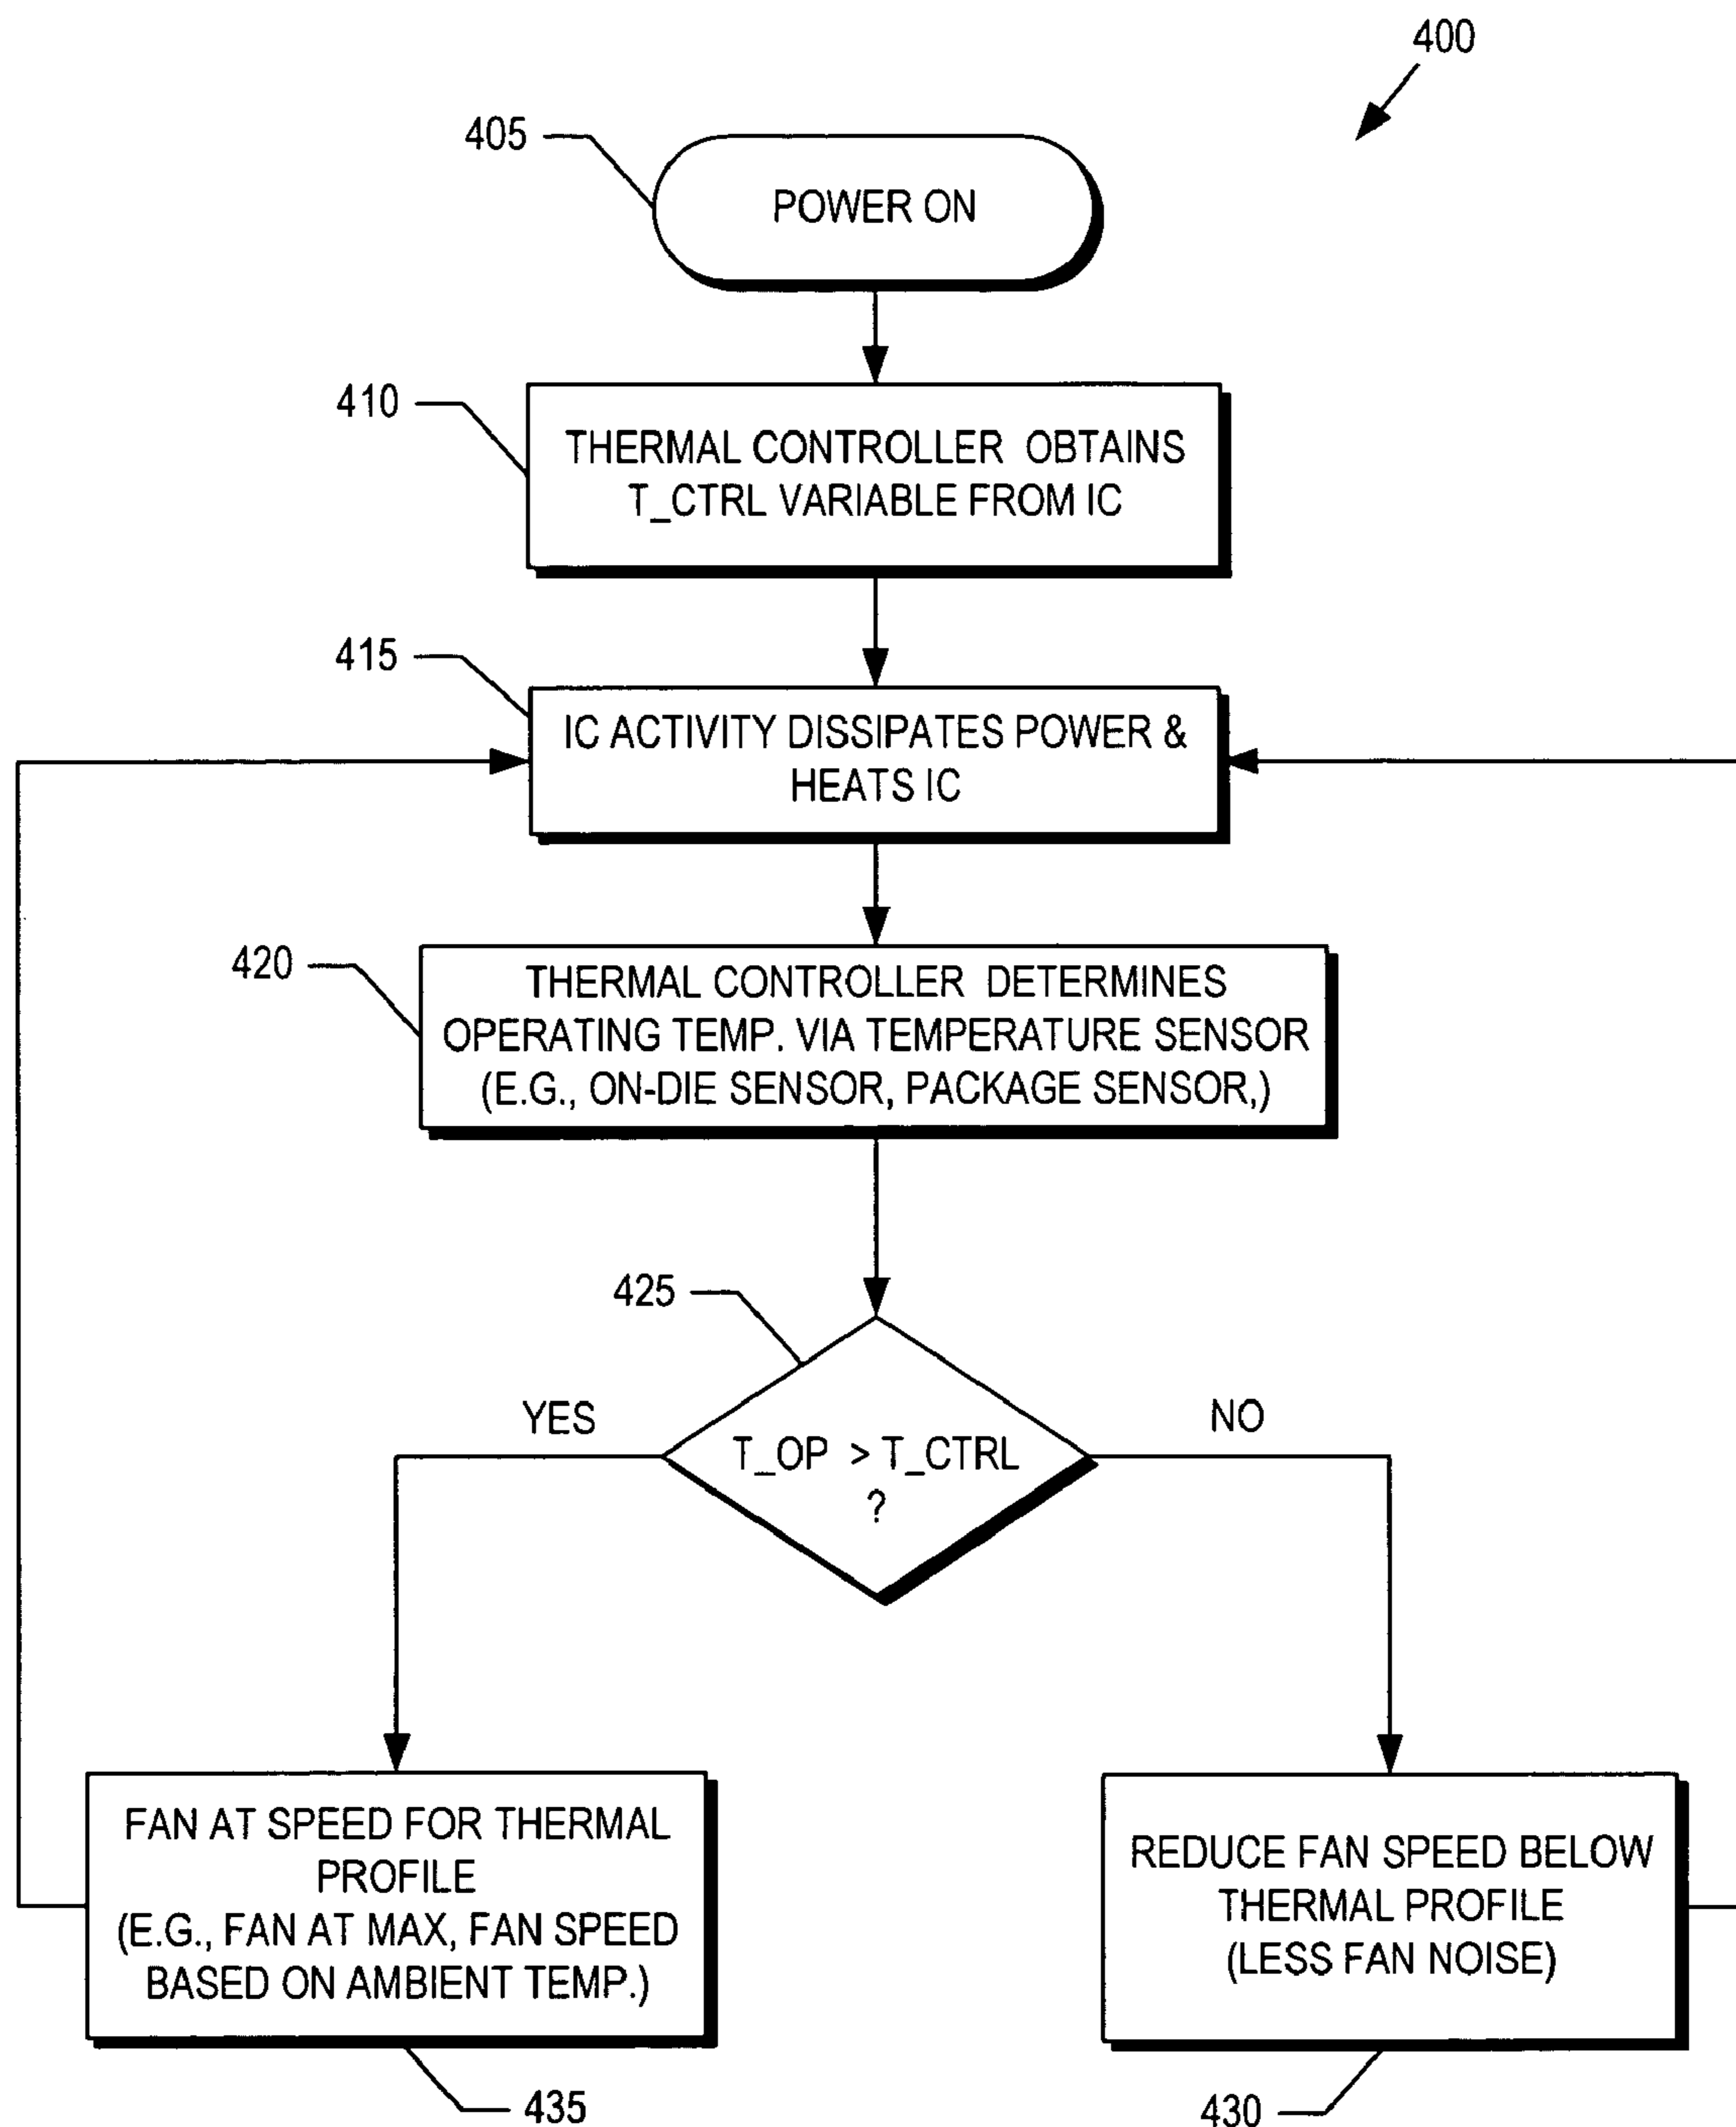 400
405
POWER ON
410
THERMAL CONTROLLER OBTAINS
T_CTRL VARIABLE FROM IC
415
IC ACTIVITY DISSIPATES POWER &
HEATS IC
420
THERMAL CONTROLLER DETERMINES
OPERATING TEMP. VIA TEMPERATURE SENSOR
(E.G., ON-DIE SENSOR, PACKAGE SENSOR,)
425
YES
NO
T_OP > T_CTRL
?
FAN AT SPEED FOR THERMAL
PROFILE
(E.G., FAN AT MAX, FAN SPEED
BASED ON AMBIENT TEMP.)
435
REDUCE FAN SPEED BELOW
THERMAL PROFILE
(LESS FAN NOISE)
430